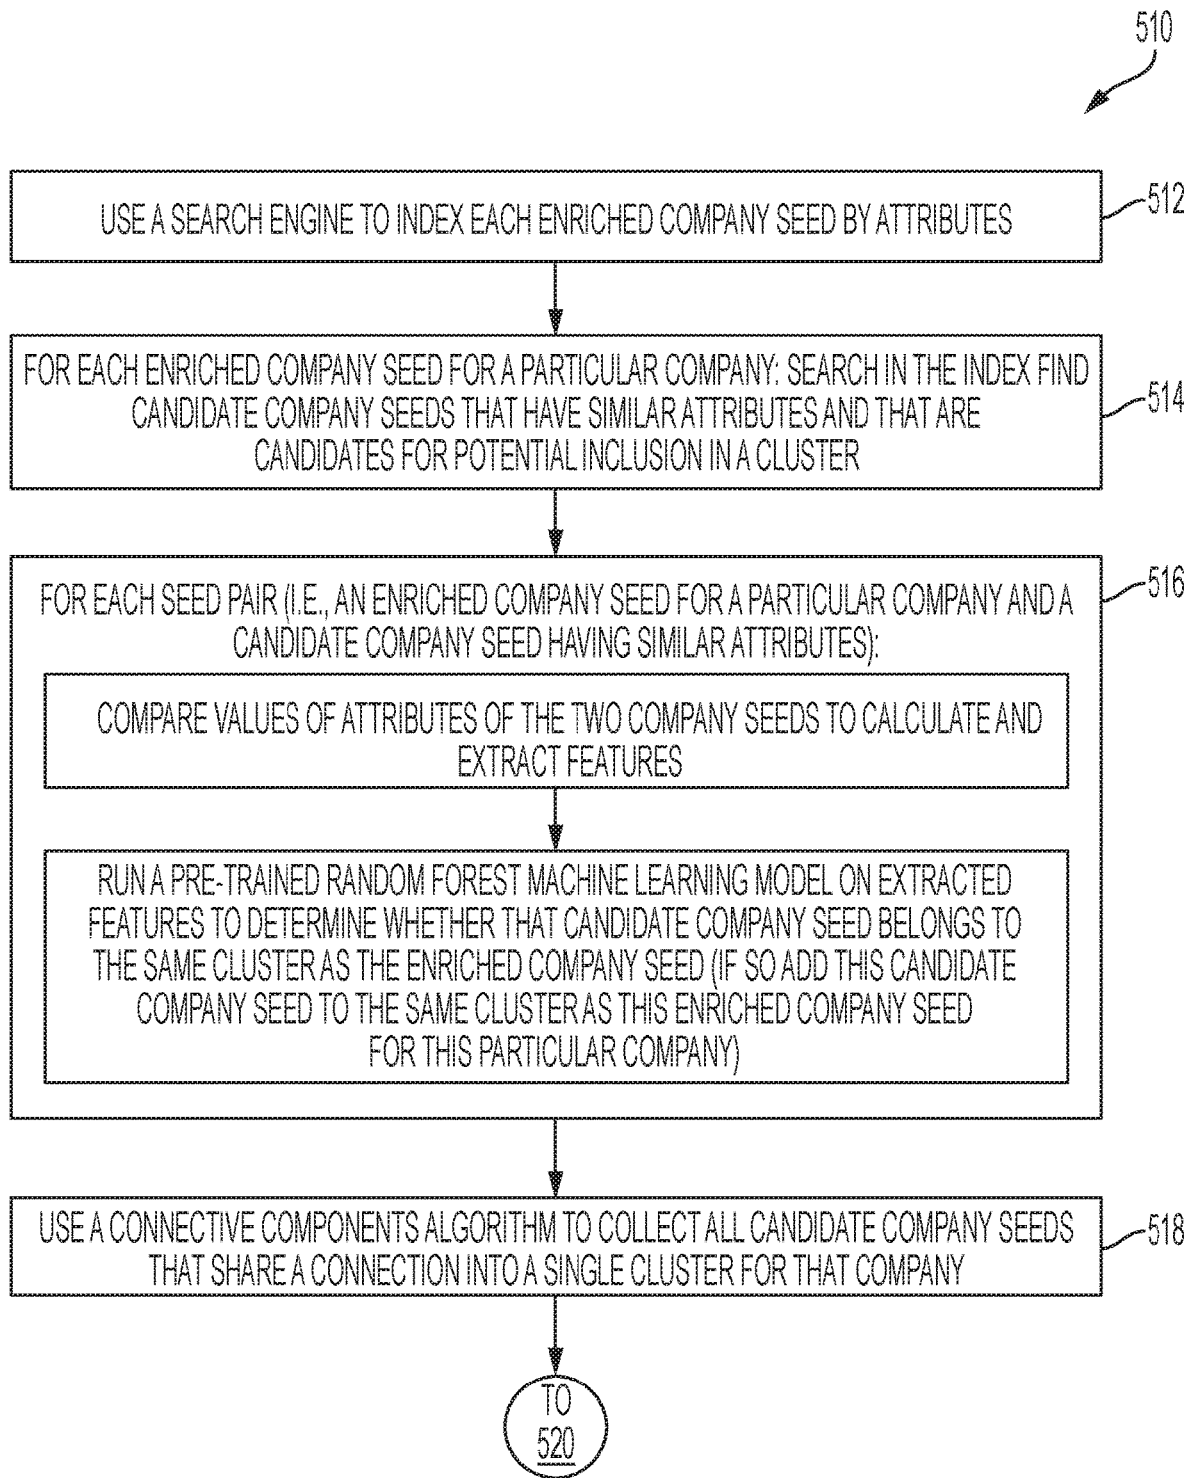 510
USE A SEARCH ENGINE TO INDEX EACH ENRICHED COMPANY SEED BY ATTRIBUTES
512
FOR EACH ENRICHED COMPANY SEED FOR A PARTICULAR COMPANY: SEARCH IN THE INDEX FIND
CANDIDATE COMPANY SEEDS THAT HAVE SIMILAR ATTRIBUTES AND THAT ARE
CANDIDATES FOR POTENTIAL INCLUSION IN A CLUSTER
514
FOR EACH SEED PAIR (I.E., AN ENRICHED COMPANY SEED FOR A PARTICULAR COMPANY AND A
CANDIDATE COMPANY SEED HAVING SIMILAR ATTRIBUTES):
516
COMPARE VALUES OF ATTRIBUTES OF THE TWO COMPANY SEEDS TO CALCULATE AND
EXTRACT FEATURES
RUN A PRE-TRAINED RANDOM FOREST MACHINE LEARNING MODEL ON EXTRACTED
FEATURES TO DETERMINE WHETHER THAT CANDIDATE COMPANY SEED BELONGS TO
THE SAME CLUSTER AS THE ENRICHED COMPANY SEED (IF SO ADD THIS CANDIDATE
COMPANY SEED TO THE SAME CLUSTER AS THIS ENRICHED COMPANY SEED
FOR THIS PARTICULAR COMPANY)
USE A CONNECTIVE COMPONENTS ALGORITHM TO COLLECT ALL CANDIDATE COMPANY SEEDS
THAT SHARE A CONNECTION INTO A SINGLE CLUSTER FOR THAT COMPANY
518
TO
520